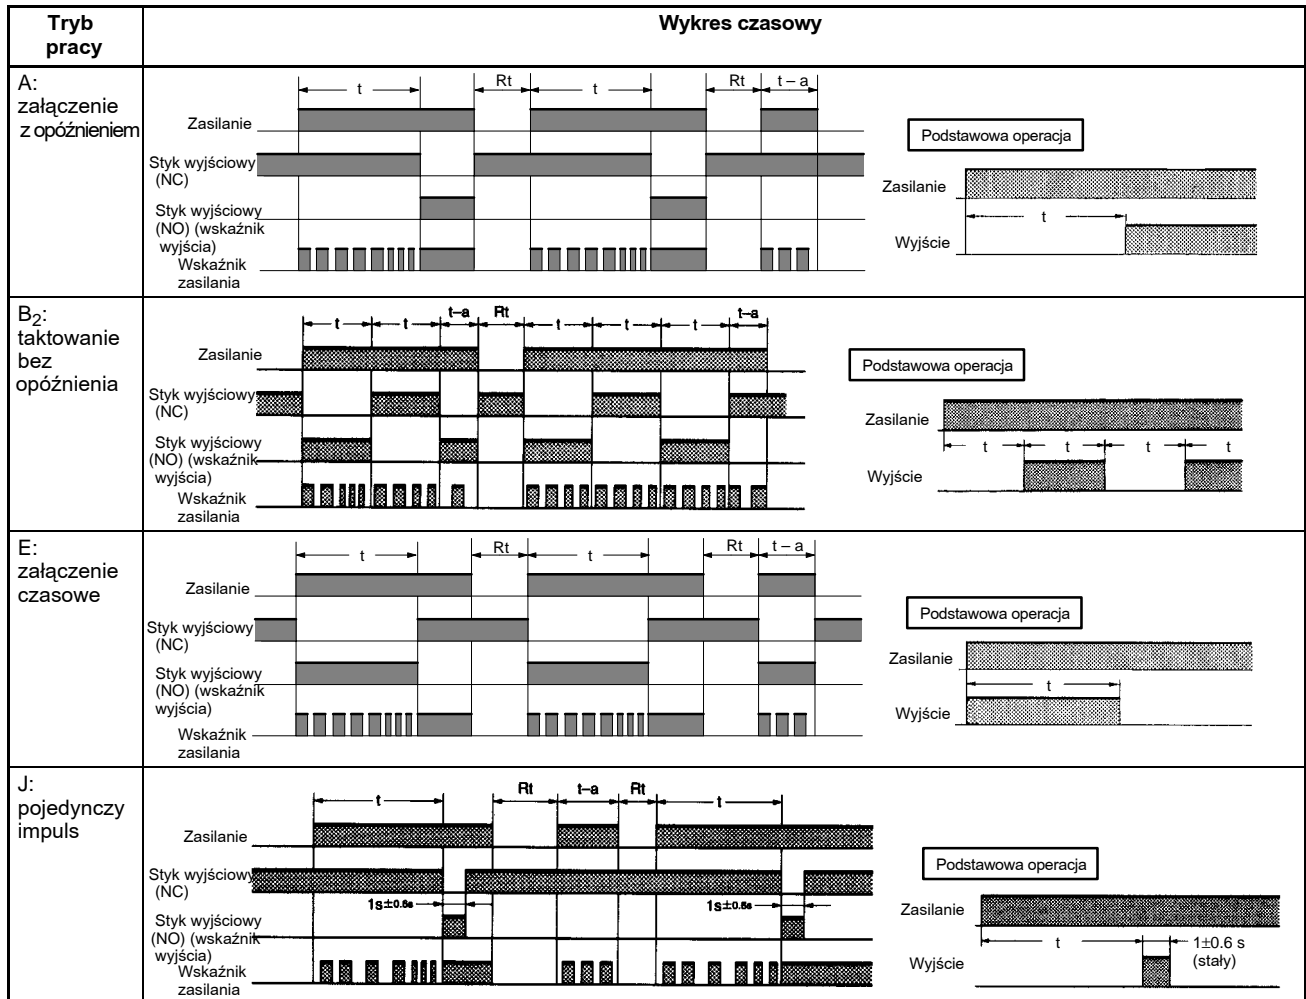 Tryb
pracy
Wykres czasowy
A:
załączenie
z opóźnieniem
t
Rt
t
Rt
t – a
Zasilanie
Styk wyjściowy
(NC)
Styk wyjściowy
(NO) (wskaźnik
wyjścia)
Wskaźnik
zasilania
Podstawowa operacja
Zasilanie
t
Wyjście
B2:
taktowanie
bez
opóźnienia
t
t
t–a
Rt
t
t
t
t–a
Zasilanie
Styk wyjściowy
(NC)
Styk wyjściowy
(NO) (wskaźnik
wyjścia)
Wskaźnik
zasilania
Podstawowa operacja
Zasilanie
t
t
t
t
Wyjście
E:
załączenie
czasowe
t
Rt
t
Rt
t – a
Zasilanie
Styk wyjściowy
(NC)
Styk wyjściowy
(NO) (wskaźnik
wyjścia)
Wskaźnik
zasilania
Podstawowa operacja
Zasilanie
t
Wyjście
J:
pojedynczy
impuls
t
Rt
t–a
Rt
t
Zasilanie
Styk wyjściowy
(NC)
1s±0.6s
1s±0.6s
Styk wyjściowy
(NO) (wskaźnik
wyjścia)
Wskaźnik
zasilania
Podstawowa operacja
Zasilanie
t
1±0.6 s
(stały)
Wyjście